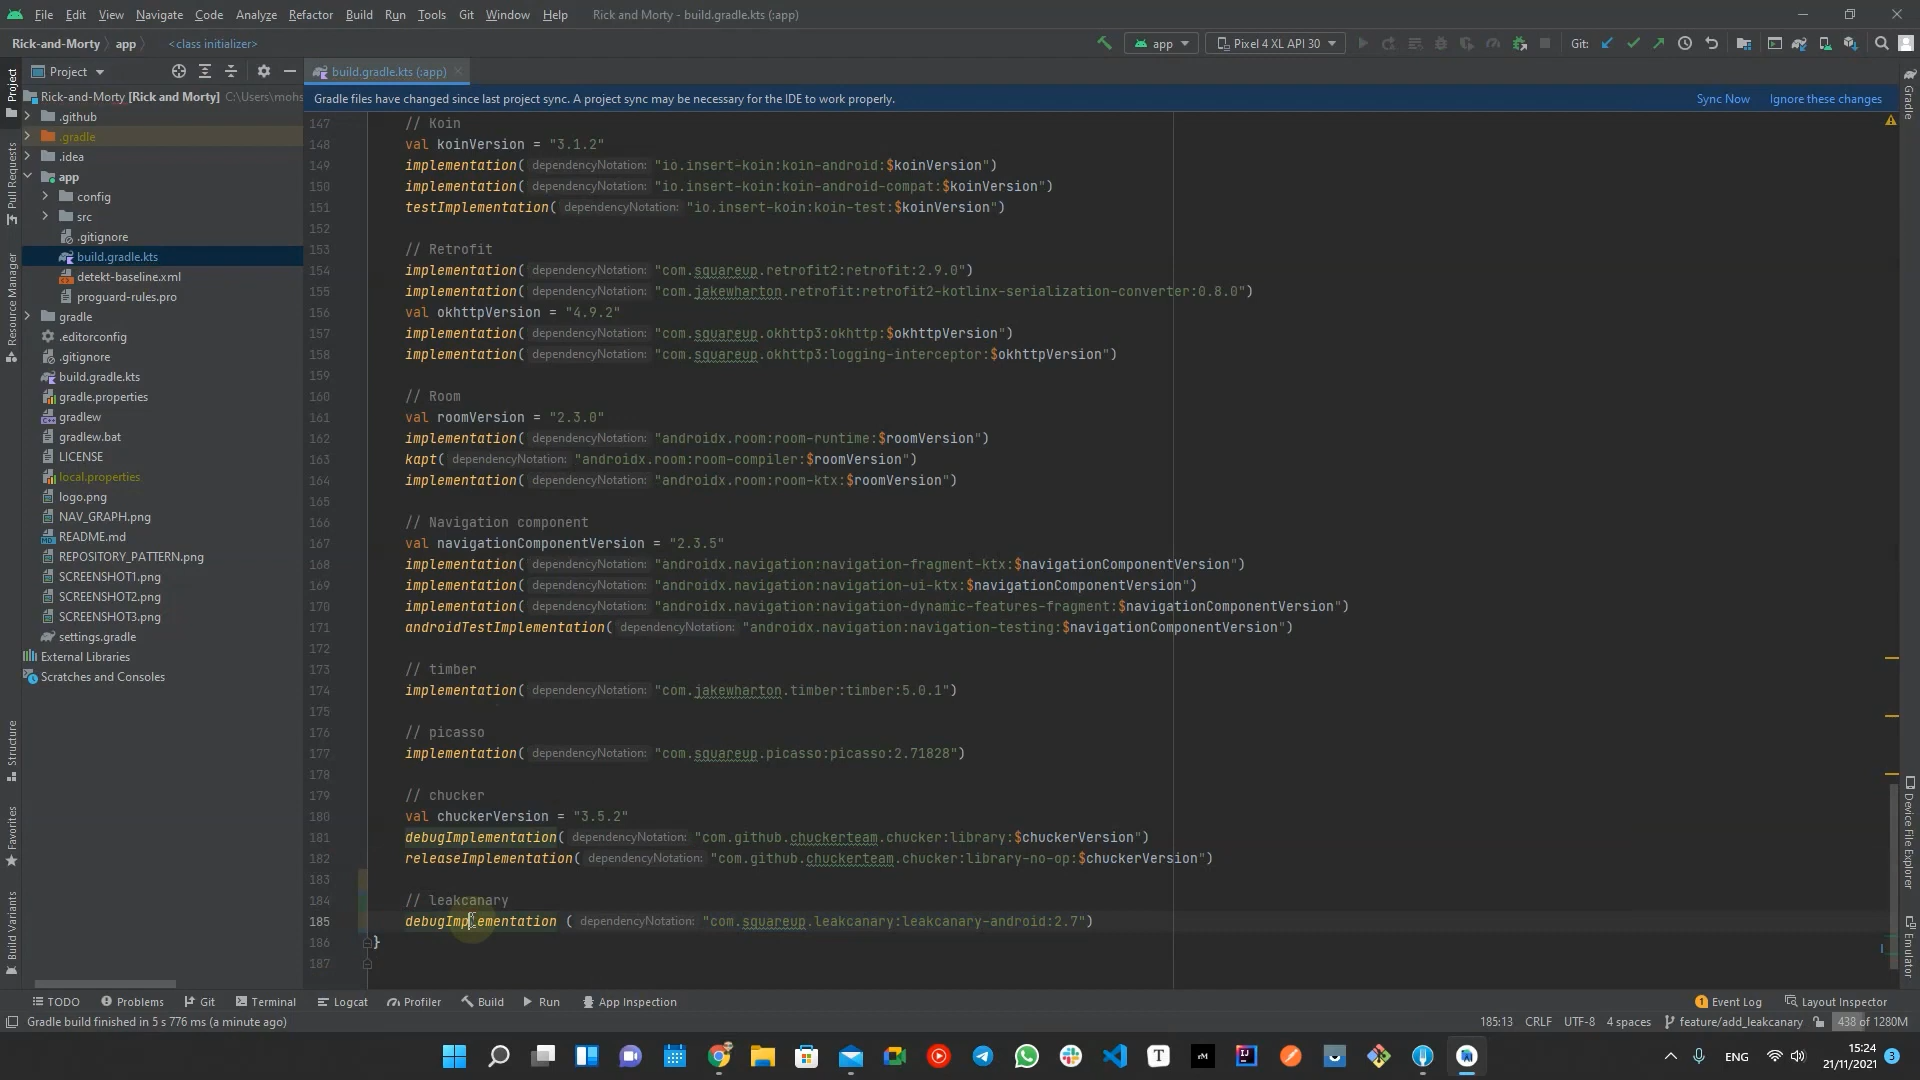 File Edit View Navigate Code Analyze Refactor Build Run Tools Git Window Help Rick and Morty - build.gradle.kts (:app)
Rick-and-Morty app <class initializer> app Pixel 4 XL API 30 Git:
Project build.gradle.kts (:app)
Rick-and-Morty [Rick and Morty] C:\Users\mohs
Gradle files have changed since last project sync. A project sync may be necessary for the IDE to work properly. Sync Now Ignore these changes
.github
.gradle
.idea
app
config
src
.gitignore
build.gradle.kts
detekt-baseline.xml
proguard-rules.pro
gradle
.editorconfig
.gitignore
build.gradle.kts
gradle.properties
gradlew
gradlew.bat
LICENSE
local.properties
logo.png
NAV_GRAPH.png
README.md
REPOSITORY_PATTERN.png
SCREENSHOT1.png
SCREENSHOT2.png
SCREENSHOT3.png
settings.gradle
External Libraries
Scratches and Consoles
Project
Pull Requests
Resource Manager
Structure
Favorites
Build Variants
147 // Koin
148 val koinVersion = "3.1.2"
149 implementation( dependencyNotation: "io.insert-koin:koin-android:$koinVersion")
150 implementation( dependencyNotation: "io.insert-koin:koin-android-compat:$koinVersion")
151 testImplementation( dependencyNotation: "io.insert-koin:koin-test:$koinVersion")
152
153 // Retrofit
154 implementation( dependencyNotation: "com.squareup.retrofit2:retrofit:2.9.0")
155 implementation( dependencyNotation: "com.jakewharton.retrofit:retrofit2-kotlinx-serialization-converter:0.8.0")
156 val okhttpVersion = "4.9.2"
157 implementation( dependencyNotation: "com.squareup.okhttp3:okhttp:$okhttpVersion")
158 implementation( dependencyNotation: "com.squareup.okhttp3:logging-interceptor:$okhttpVersion")
159
160 // Room
161 val roomVersion = "2.3.0"
162 implementation( dependencyNotation: "androidx.room:room-runtime:$roomVersion")
163 kapt( dependencyNotation: "androidx.room:room-compiler:$roomVersion")
164 implementation( dependencyNotation: "androidx.room:room-ktx:$roomVersion")
165
166 // Navigation component
167 val navigationComponentVersion = "2.3.5"
168 implementation( dependencyNotation: "androidx.navigation:navigation-fragment-ktx:$navigationComponentVersion")
169 implementation( dependencyNotation: "androidx.navigation:navigation-ui-ktx:$navigationComponentVersion")
170 implementation( dependencyNotation: "androidx.navigation:navigation-dynamic-features-fragment:$navigationComponentVersion")
171 androidTestImplementation( dependencyNotation: "androidx.navigation:navigation-testing:$navigationComponentVersion")
172
173 // timber
174 implementation( dependencyNotation: "com.jakewharton.timber:timber:5.0.1")
175
176 // picasso
177 implementation( dependencyNotation: "com.squareup.picasso:picasso:2.71828")
178
179 // chucker
180 val chuckerVersion = "3.5.2"
181 debugImplementation( dependencyNotation: "com.github.chuckerteam.chucker:library:$chuckerVersion")
182 releaseImplementation( dependencyNotation: "com.github.chuckerteam.chucker:library-no-op:$chuckerVersion")
183
184 // leakcanary
185 debugImplementation ( dependencyNotation: "com.squareup.leakcanary:leakcanary-android:2.7")
186 }
187
Gradle
Device File Explorer
Emulator
TODO Problems Git Terminal Logcat Profiler Build Run App Inspection 1 Event Log Layout Inspector
Gradle build finished in 5 s 776 ms (a minute ago) 185:13 CRLF UTF-8 4 spaces feature/add_leakcanary 438 of 1280M
T rM IJ ENG 15:24
21/11/2021 3